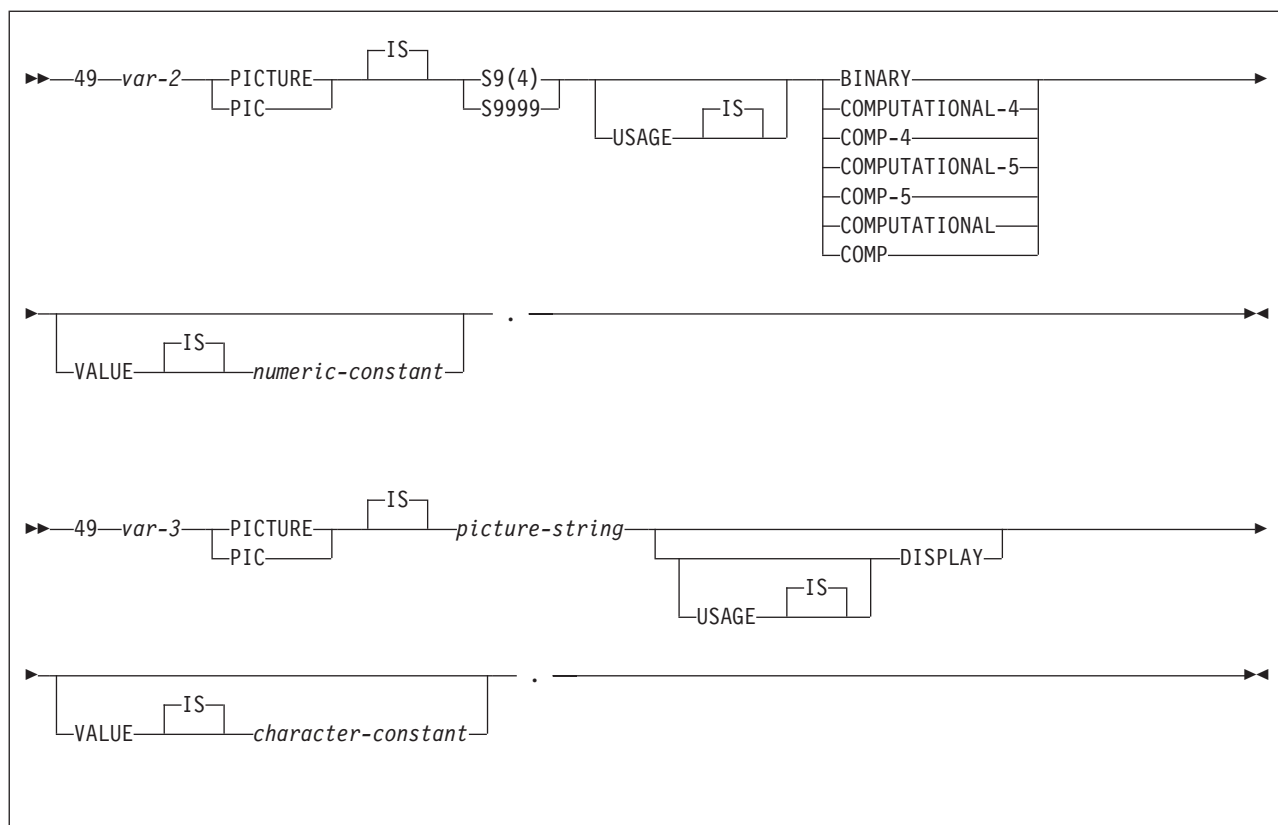 IS
49 var-2 PICTURE S9(4) BINARY
PIC S9999 IS COMPUTATIONAL-4
USAGE COMP-4
COMPUTATIONAL-5
COMP-5
COMPUTATIONAL
COMP
.
IS
VALUE numeric-constant
IS
49 var-3 PICTURE picture-string
PIC DISPLAY
IS
USAGE
.
IS
VALUE character-constant